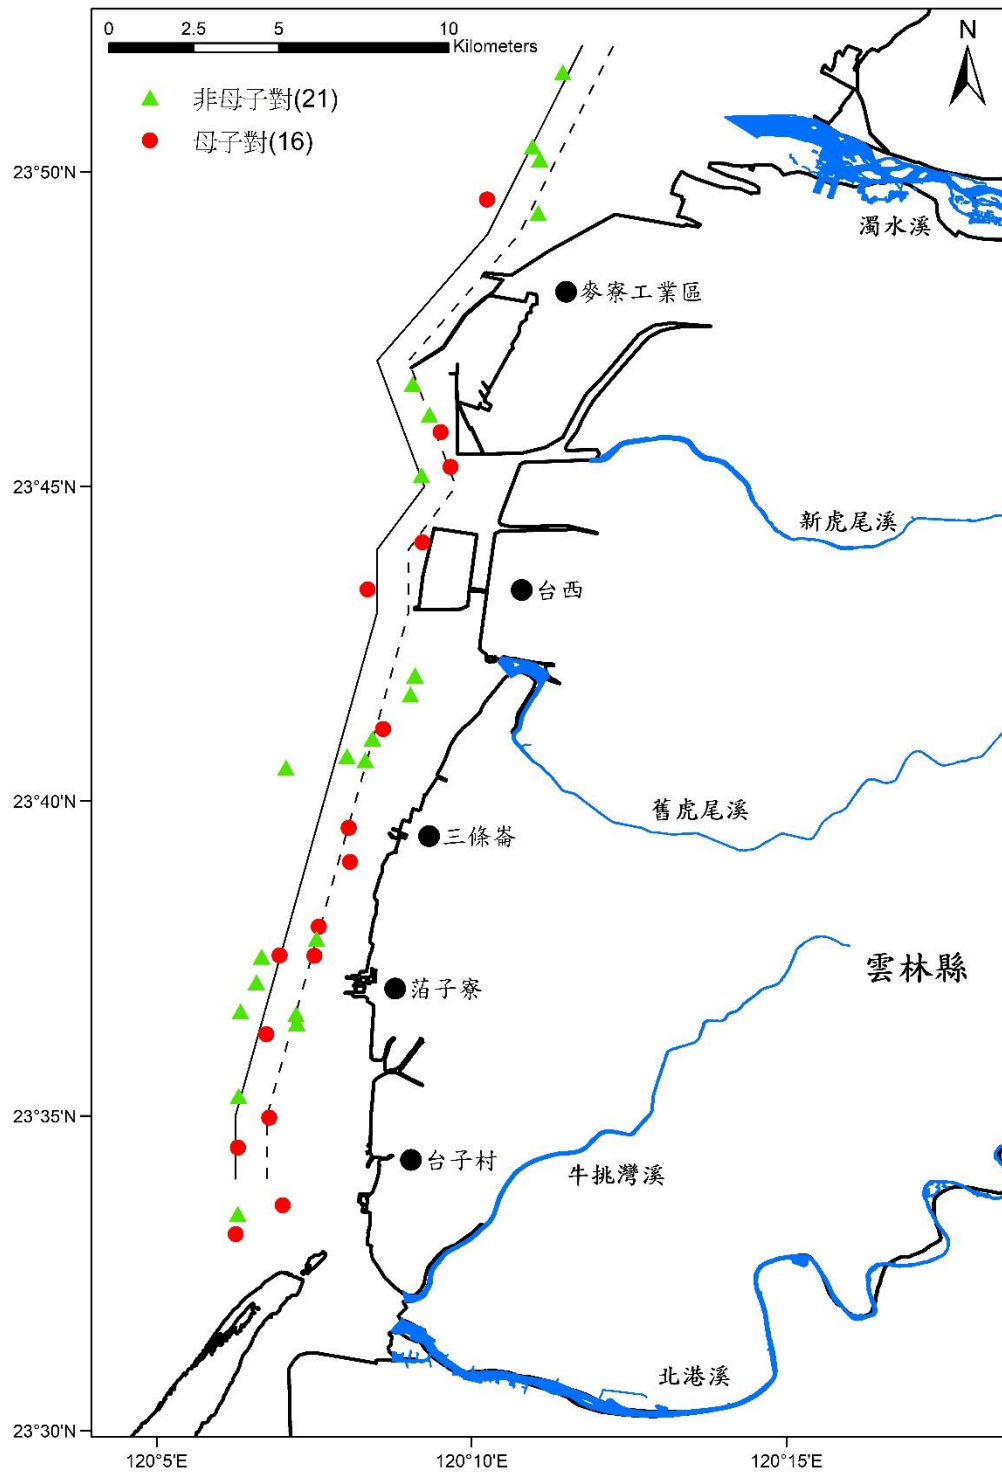 0 2.5 5 10
Kilometers
N
非母子對(21)
母子對(16)
23°50'N
濁水溪
麥寮工業區
23°45'N
新虎尾溪
台西
23°40'N
舊虎尾溪
三條崙
雲林縣
箔子寮
23°35'N
台子村
牛挑灣溪
北港溪
23°30'N
120°5'E 120°10'E 120°15'E